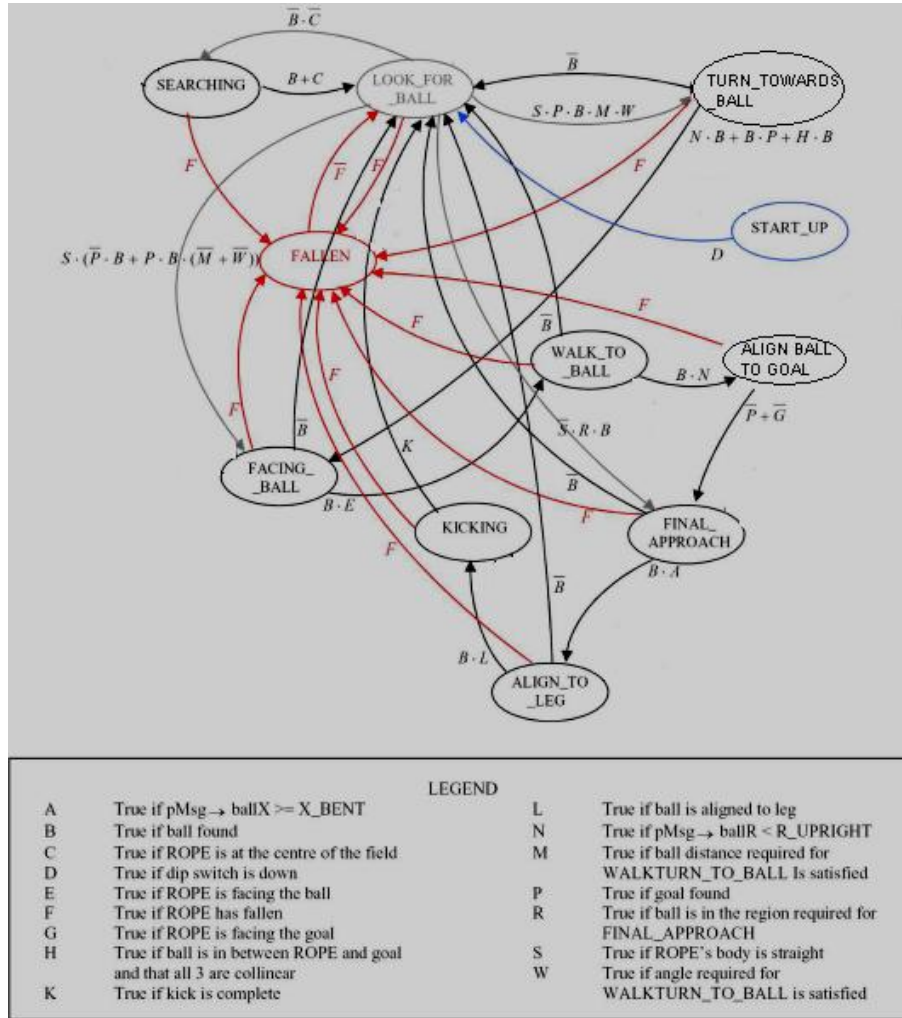 B̅ · C̅
SEARCHING
B + C
LOOK_FOR
_BALL
B̅
TURN_TOWARDS
_BALL
S · P · B · M · W
N · B + B · P + H · B
F
F̅
F
F
START_UP
D
S · (P̅ · B + P · B · (M̅ + W̅))
FALLEN
F
F
B̅
WALK_TO
_BALL
B · N
ALIGN BALL
TO GOAL
F
F
B̅
K
S̅ · R · B
P̅ + G̅
FACING_
_BALL
B · E
B̅
KICKING
F
F
FINAL_
APPROACH
B · A
B̅
B · L
ALIGN_TO
_LEG
LEGEND
A True if pMsg → ballX >= X_BENT
B True if ball found
C True if ROPE is at the centre of the field
D True if dip switch is down
E True if ROPE is facing the ball
F True if ROPE has fallen
G True if ROPE is facing the goal
H True if ball is in between ROPE and goal
and that all 3 are collinear
K True if kick is complete
L True if ball is aligned to leg
N True if pMsg → ballR < R_UPRIGHT
M True if ball distance required for
WALKTURN_TO_BALL Is satisfied
P True if goal found
R True if ball is in the region required for
FINAL_APPROACH
S True if ROPE's body is straight
W True if angle required for
WALKTURN_TO_BALL is satisfied